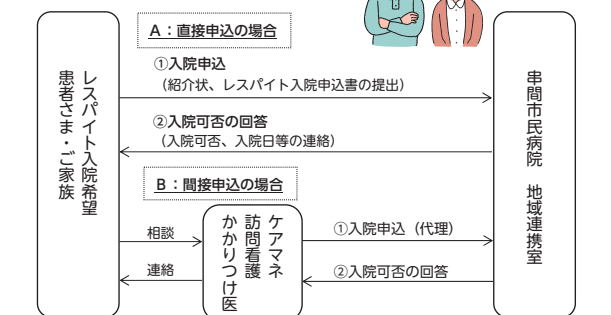 レスパイト入院希望
患者さま・ご家族
A：直接申込の場合
①入院申込
（紹介状、レスパイト入院申込書の提出）
②入院可否の回答
（入院可否、入院日等の連絡）
B：間接申込の場合
相談
連絡
ケアマネ
訪問看護
かかりつけ医
①入院申込（代理）
②入院可否の回答
串間市民病院　地域連携室